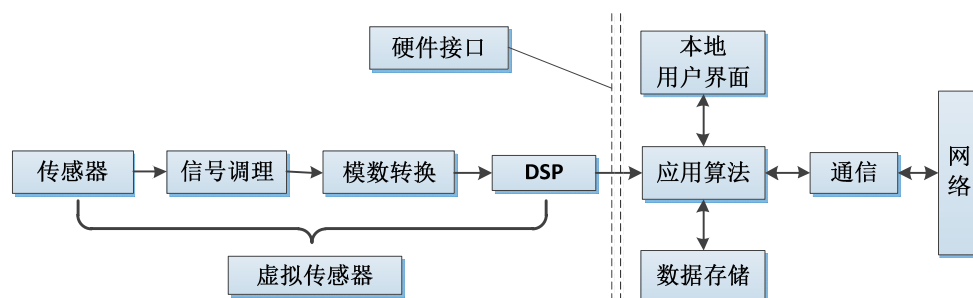 硬件接口
本地
用户界面
传感器
信号调理
模数转换
DSP
应用算法
通信
网
络
虚拟传感器
数据存储